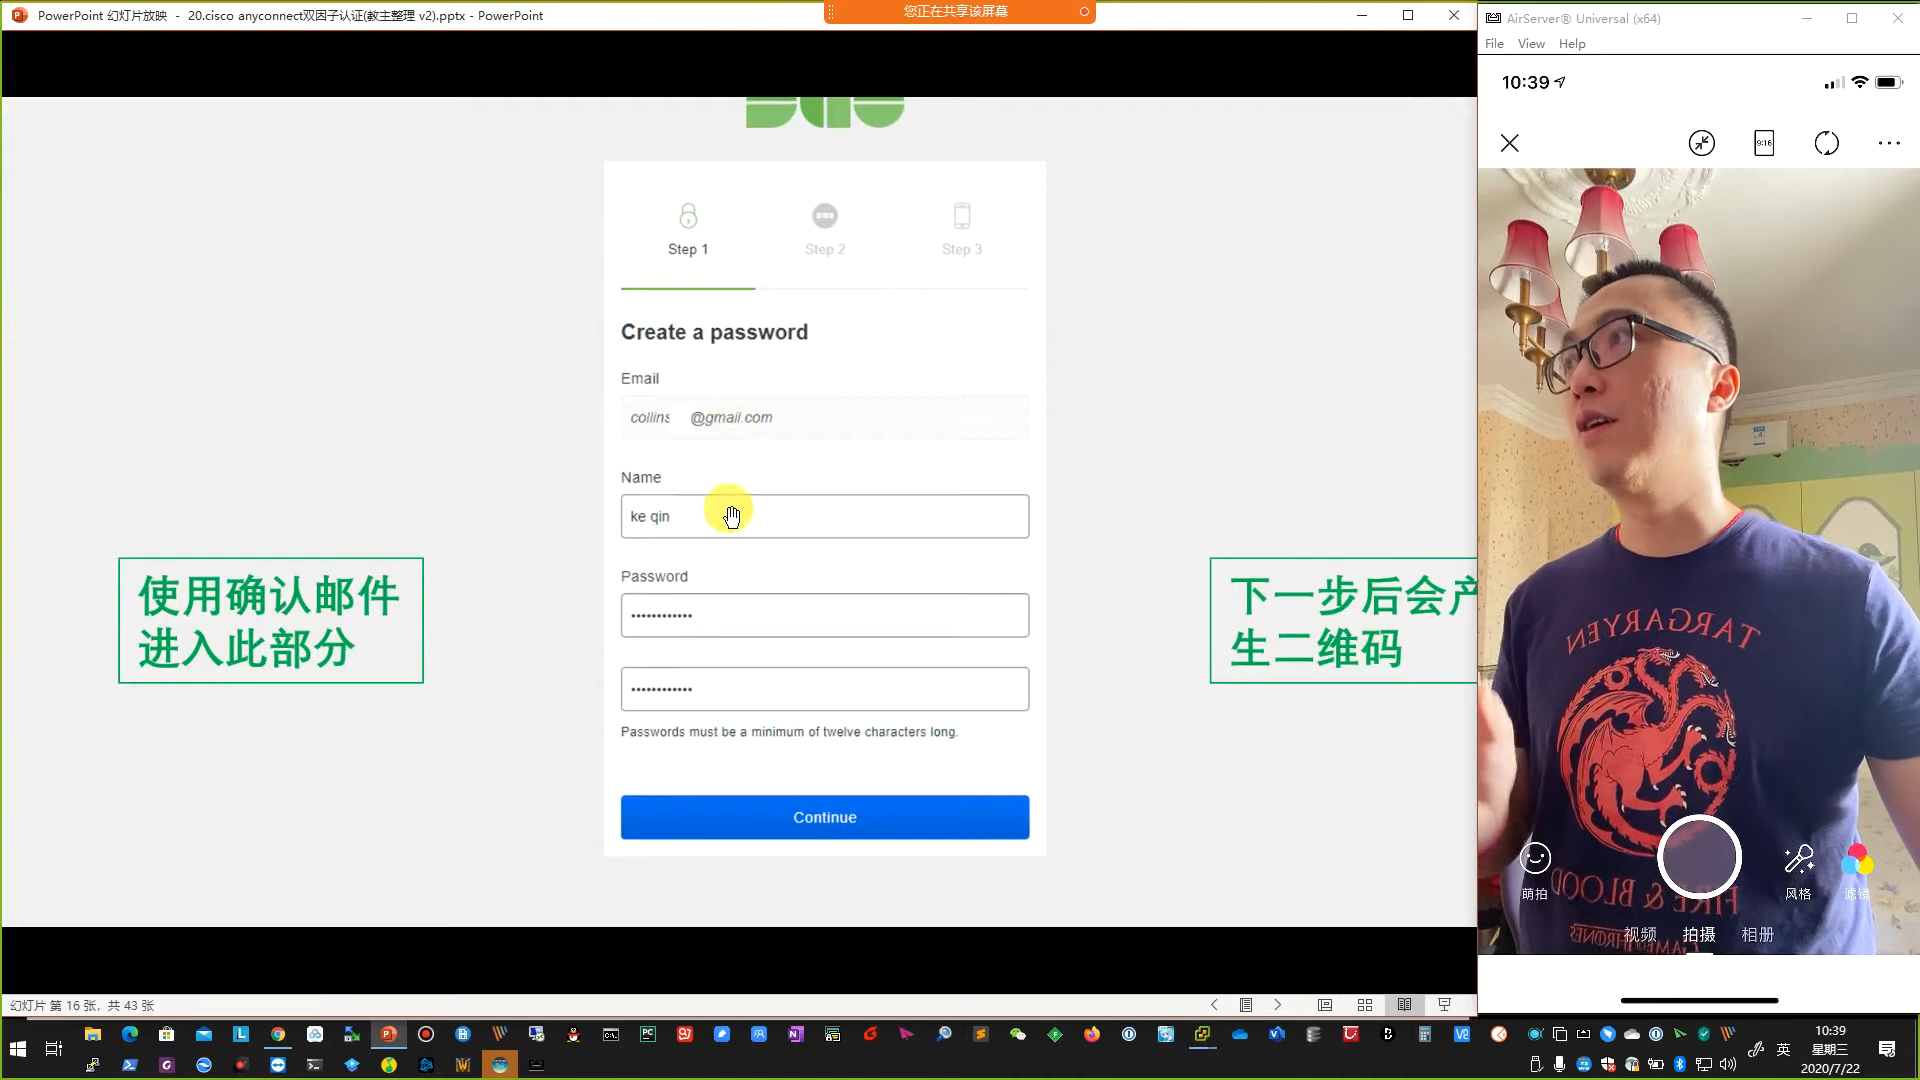 PowerPoint 幻灯片放映 - 20.cisco anyconnect双因子认证(教主整理 v2).pptx - PowerPoint
您正在共享该屏幕
AirServer® Universal (x64)
File View Help
10:39
9:16
Step 1
Step 2
Step 3
Create a password
Email
collins @gmail.com
Name
ke qin
Password
••••••••••••
••••••••••••
Passwords must be a minimum of twelve characters long.
Continue
使用确认邮件
进入此部分
下一步后会产
生二维码
TARGARYEN
FIRE & BLOOD
萌拍
风格
滤镜
视频 拍摄 相册
幻灯片 第 16 张，共 43 张
英
10:39
星期三
2020/7/22